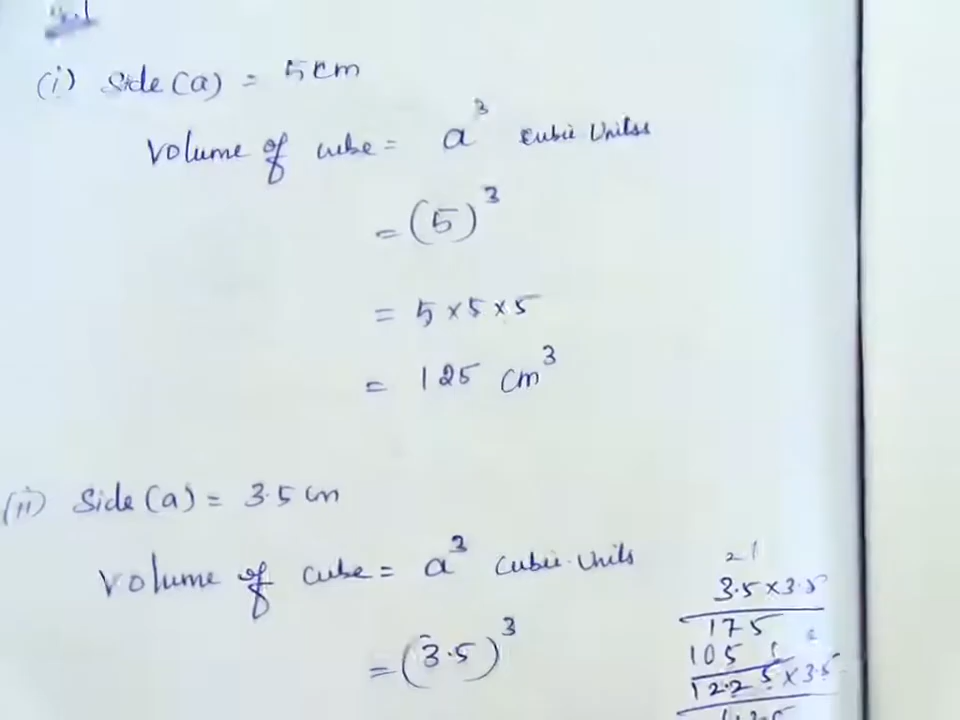 (i) Side (a) = 5 cm
Volume of cube = a³ cubic Units
= (5)³
= 5 × 5 × 5
= 125 cm³
(ii) Side (a) = 3.5 cm
Volume of cube = a³ cubic Units
= (3.5)³
2 1
3.5 × 3.5
175
105
12.25 × 3.5